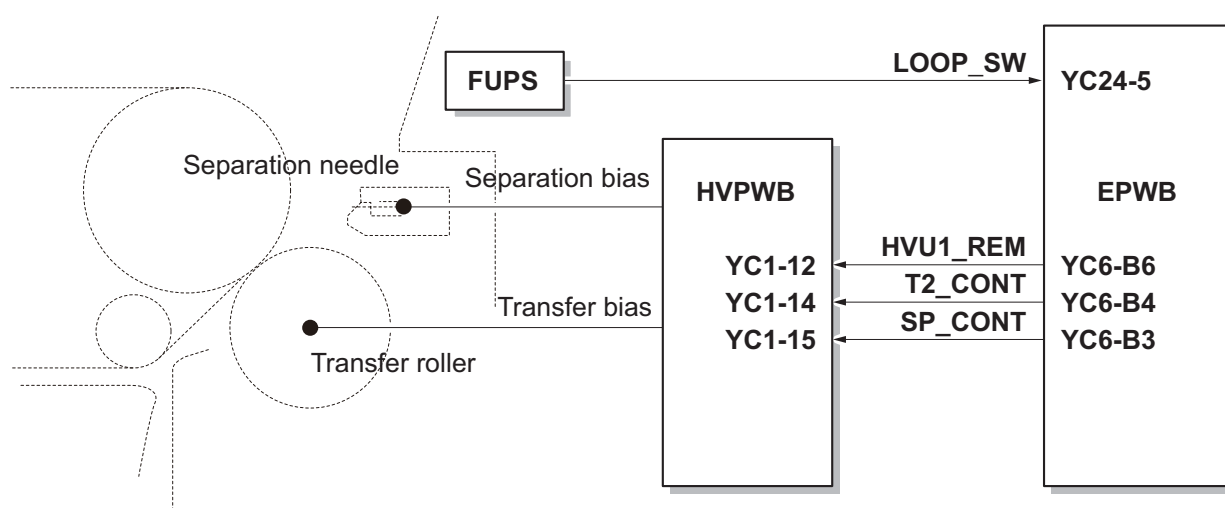 LOOP_SW
FUPS
YC24-5
Separation needle
Separation bias
HVPWB
EPWB
HVU1_REM
YC1-12
YC6-B6
T2_CONT
Transfer bias
YC1-14
YC6-B4
SP_CONT
YC1-15
YC6-B3
Transfer roller